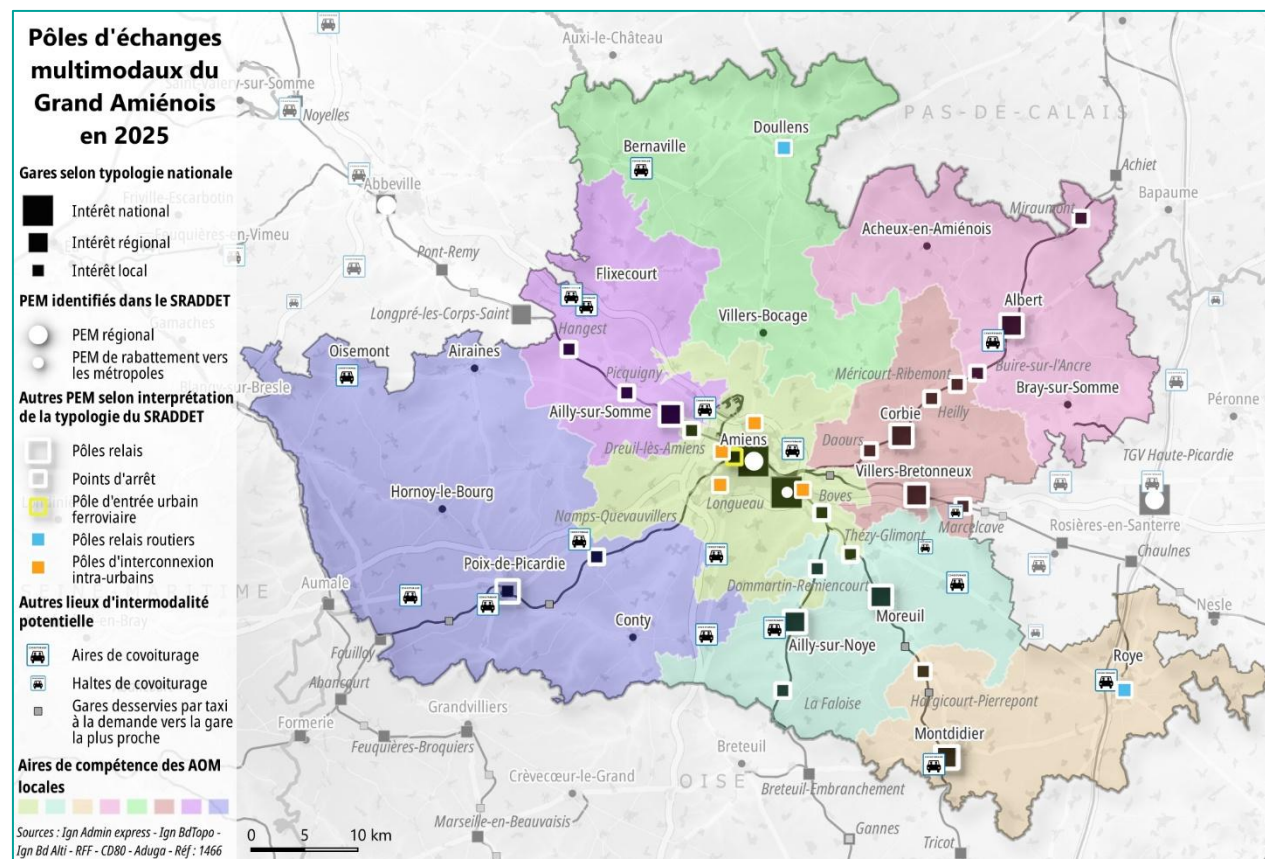 Pôles d'échanges
multimodaux du
Grand Amiénois
en 2025
Gares selon typologie nationale
Intérêt national
Intérêt régional
Intérêt local
PEM identifiés dans le SRADDET
PEM régional
PEM de rabattement vers
les métropoles
Autres PEM selon interprétation
de la typologie du SRADDET
Pôles relais
Points d'arrêt
Pôle d'entrée urbain
ferroviaire
Pôles relais routiers
Pôles d'interconnexion
intra-urbains
Autres lieux d'intermodalité
potentielle
Aires de covoiturage
Haltes de covoiturage
Gares desservies par taxi
à la demande vers la gare
la plus proche
Aires de compétence des AOM
locales
Sources : Ign Admin express - Ign BdTopo -
Ign Bd Alti - RFF - CD80 - Aduga - Réf : 1466
0 5 10 km
Auxi-le-Château
Noyelles
PAS-DE-CALAIS
Doullens
Bernaville
Achiet
Abbeville
Bapaume
Miraumont
Acheux-en-Amiénois
Pont-Remy
Flixecourt
Albert
Longpré-les-Corps-Saint
Villers-Bocage
Hangest
Oisemont
Airaines
Buire-sur-l'Ancre
Méricourt-Ribemont
Picquigny
Heilly
Bray-sur-Somme
Péronne
Ailly-sur-Somme
Corbie
Amiens
Dreuil-lès-Amiens
Daours
TGV Haute-Picardie
Villers-Bretonneux
Hornoy-le-Bourg
Longueau
Boves
Namps-Quevauvillers
Marcelcave
Rosières-en-Santerre
Thézy-Glimont
Chaulnes
Poix-de-Picardie
Aumale
Dommartin-Remiencourt
Nesle
Moreuil
Conty
Ailly-sur-Noye
Fouilloy
Roye
Abancourt
La Faloise
Hargicourt-Pierrepont
Grandvilliers
Formerie
Montdidier
Feuquières-Broquiers
Breteuil
Crèvecœur-le-Grand
OISE
Breteuil-Embranchement
Marseille-en-Beauvaisis
Gannes
Tricot